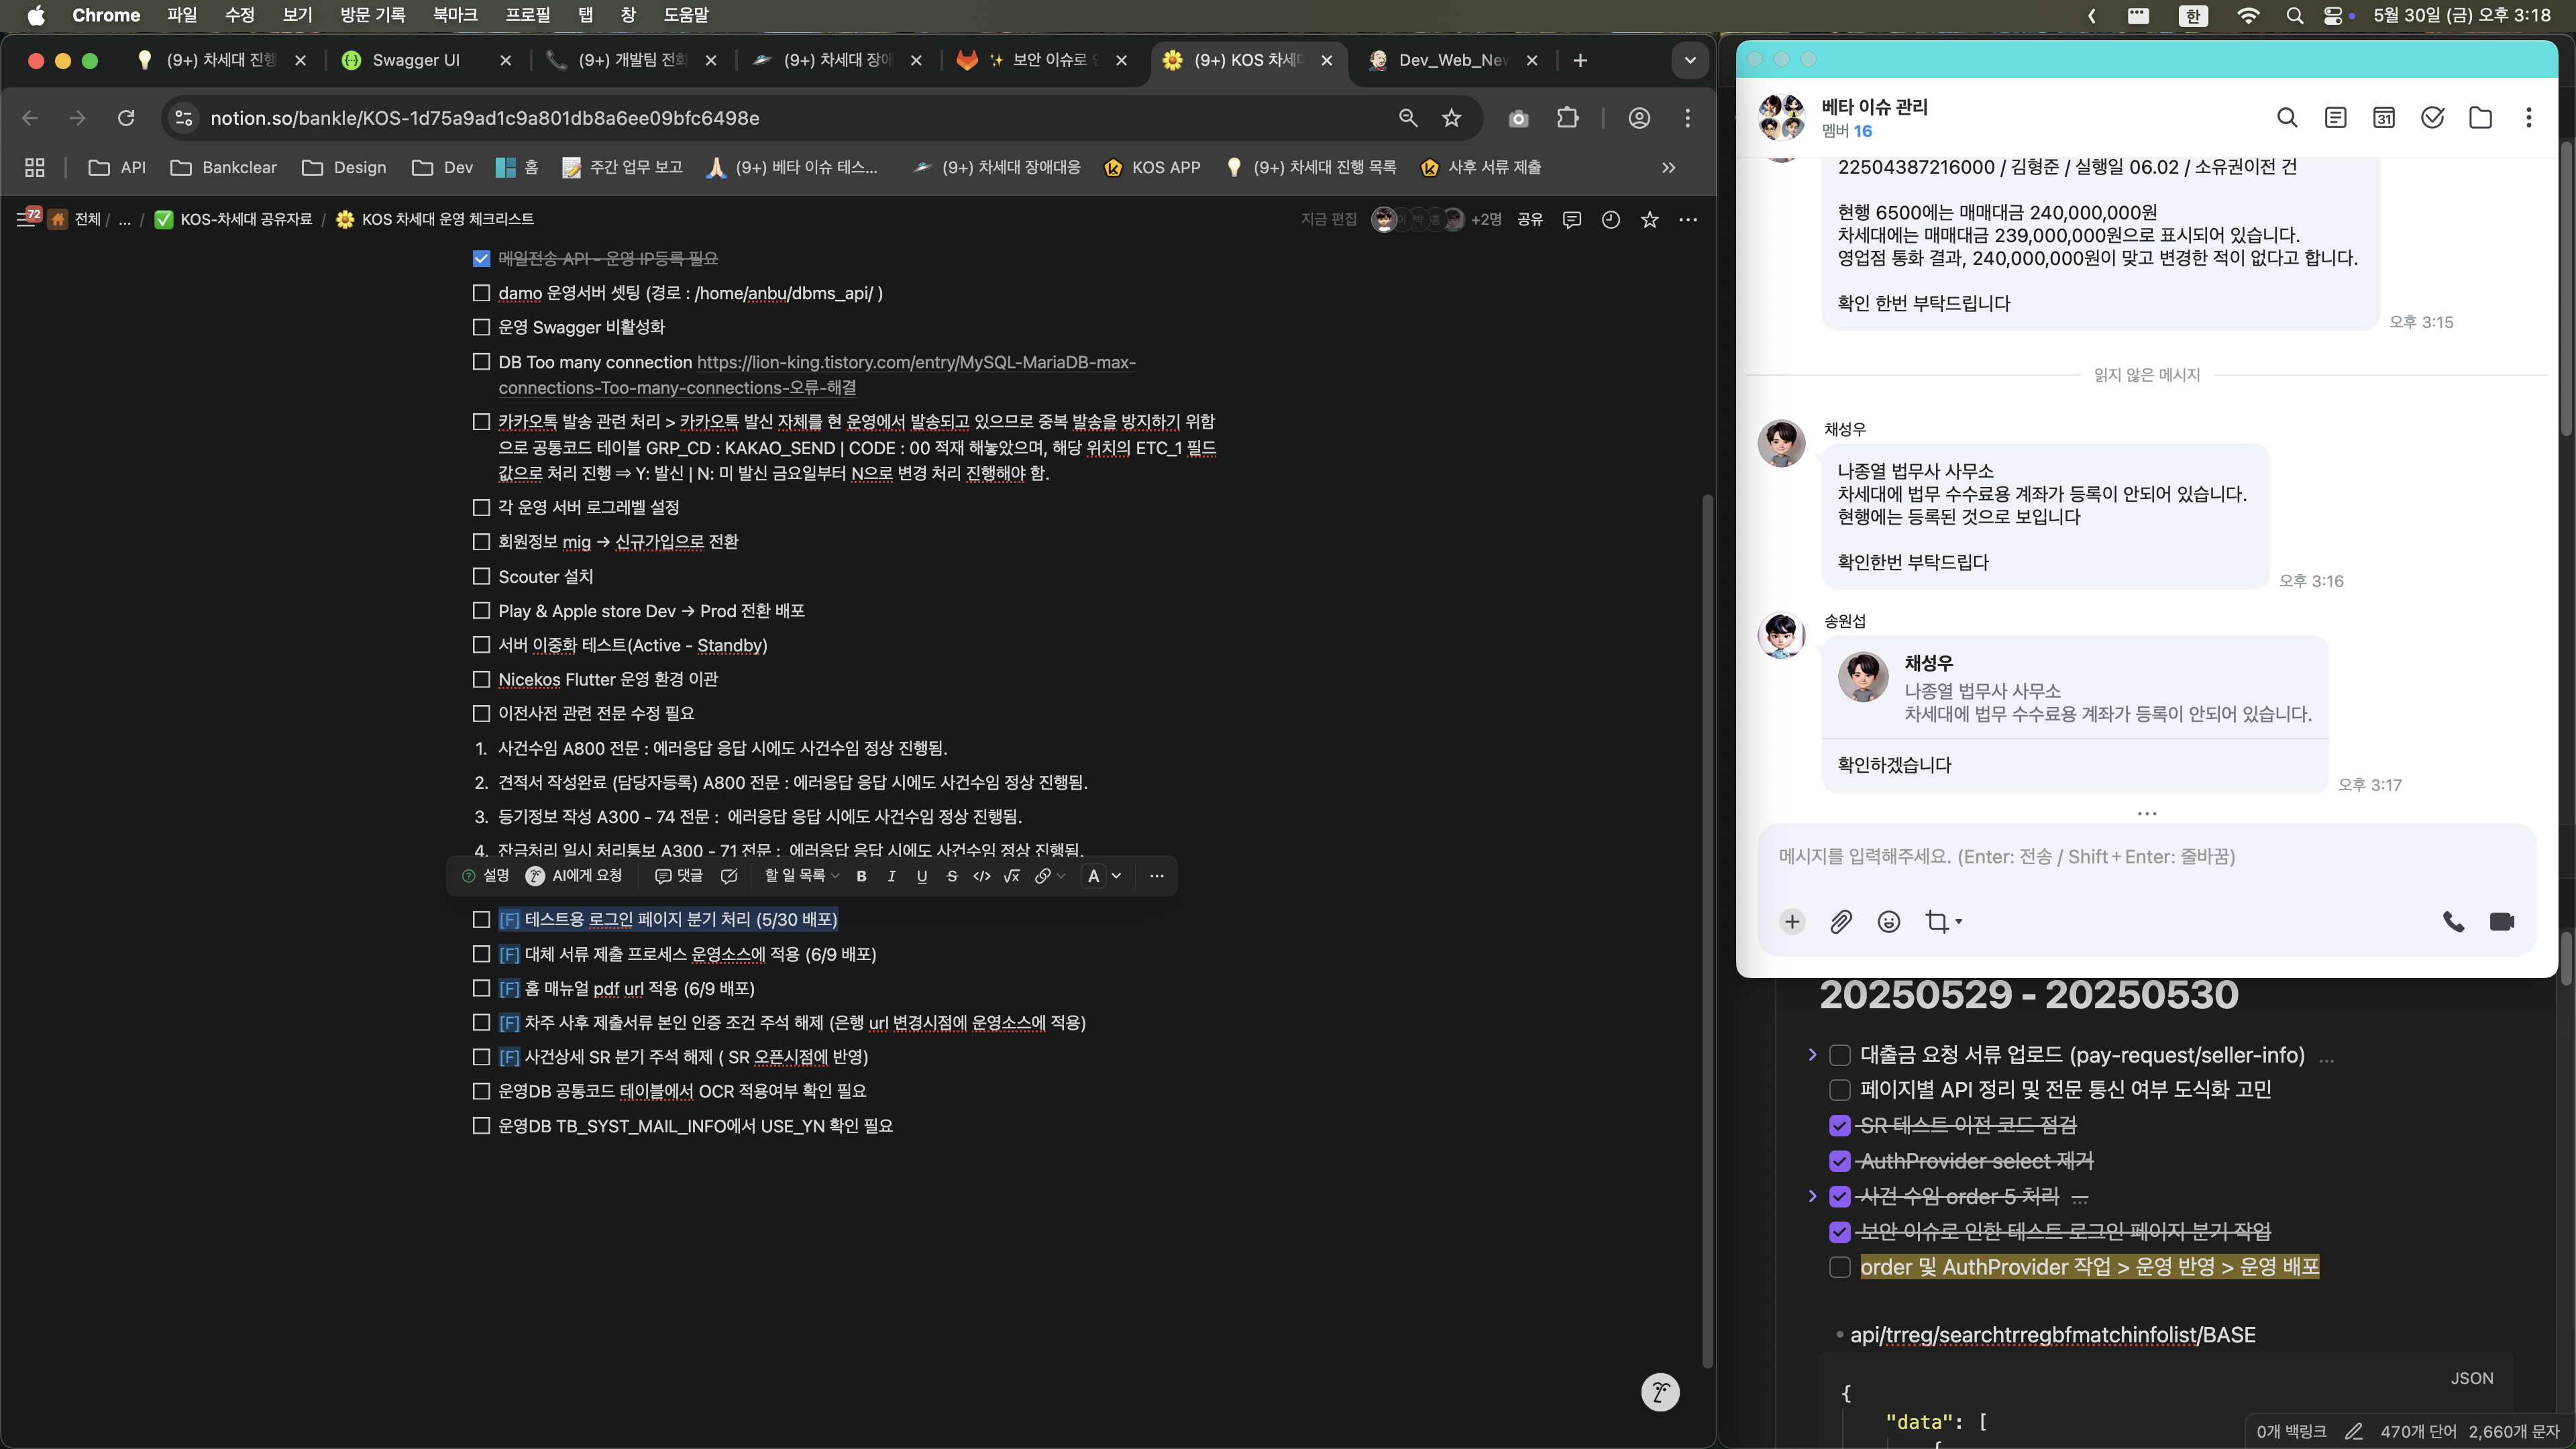 Chrome 파일 수정 보기 방문 기록 북마크 프로필 탭 창 도움말
한 5월 30일 (금) 오후 3:18
(9+) 차세대 진행
Swagger UI
(9+) 개발팀 전화
(9+) 차세대 장애
✨ 보안 이슈로 인
(9+) KOS 차세대
Dev_Web_New
notion.so/bankle/KOS-1d75a9ad1c9a801db8a6ee09bfc6498e
API Bankclear Design Dev 홈 주간 업무 보고 (9+) 베타 이슈 테스... (9+) 차세대 장애대응 KOS APP (9+) 차세대 진행 목록 사후 서류 제출
72 전체 / ... / ✅ KOS-차세대 공유자료 / KOS 차세대 운영 체크리스트
지금 편집 이 박 홍 +2명 공유
메일전송 API - 운영 IP등록 필요
damo 운영서버 셋팅 (경로 : /home/anbu/dbms_api/ )
운영 Swagger 비활성화
DB Too many connection https://lion-king.tistory.com/entry/MySQL-MariaDB-max-
connections-Too-many-connections-오류-해결
카카오톡 발송 관련 처리 > 카카오톡 발신 자체를 현 운영에서 발송되고 있으므로 중복 발송을 방지하기 위함
으로 공통코드 테이블 GRP_CD : KAKAO_SEND | CODE : 00 적재 해놓았으며, 해당 위치의 ETC_1 필드
값으로 처리 진행 ⇒ Y: 발신 | N: 미 발신 금요일부터 N으로 변경 처리 진행해야 함.
각 운영 서버 로그레벨 설정
회원정보 mig → 신규가입으로 전환
Scouter 설치
Play & Apple store Dev → Prod 전환 배포
서버 이중화 테스트(Active - Standby)
Nicekos Flutter 운영 환경 이관
이전사전 관련 전문 수정 필요
1. 사건수임 A800 전문 : 에러응답 응답 시에도 사건수임 정상 진행됨.
2. 견적서 작성완료 (담당자등록) A800 전문 : 에러응답 응답 시에도 사건수임 정상 진행됨.
3. 등기정보 작성 A300 - 74 전문 :  에러응답 응답 시에도 사건수임 정상 진행됨.
4. 잔금처리 일시 처리통보 A300 - 71 전문 :  에러응답 응답 시에도 사건수임 정상 진행됨.
설명 AI에게 요청 댓글 할 일 목록 B I U S </> √x A
[F] 테스트용 로그인 페이지 분기 처리 (5/30 배포)
[F] 대체 서류 제출 프로세스 운영소스에 적용 (6/9 배포)
[F] 홈 매뉴얼 pdf url 적용 (6/9 배포)
[F] 차주 사후 제출서류 본인 인증 조건 주석 해제 (은행 url 변경시점에 운영소스에 적용)
[F] 사건상세 SR 분기 주석 해제 ( SR 오픈시점에 반영)
운영DB 공통코드 테이블에서 OCR 적용여부 확인 필요
운영DB TB_SYST_MAIL_INFO에서 USE_YN 확인 필요
베타 이슈 관리
멤버 16
31
22504387216000 / 김형준 / 실행일 06.02 / 소유권이전 건
현행 6500에는 매매대금 240,000,000원
차세대에는 매매대금 239,000,000원으로 표시되어 있습니다.
영업점 통화 결과, 240,000,000원이 맞고 변경한 적이 없다고 합니다.
확인 한번 부탁드립니다
오후 3:15
읽지 않은 메시지
채성우
나종열 법무사 사무소
차세대에 법무 수수료용 계좌가 등록이 안되어 있습니다.
현행에는 등록된 것으로 보입니다
확인한번 부탁드립다
오후 3:16
송원섭
채성우
나종열 법무사 사무소
차세대에 법무 수수료용 계좌가 등록이 안되어 있습니다.
확인하겠습니다
오후 3:17
메시지를 입력해주세요. (Enter: 전송 / Shift + Enter: 줄바꿈)
20250529 - 20250530
대출금 요청 서류 업로드 (pay-request/seller-info) ...
페이지별 API 정리 및 전문 통신 여부 도식화 고민
SR 테스트 이전 코드 점검
AuthProvider select 제거
사건 수임 order 5 처리 ...
보안 이슈로 인한 테스트 로그인 페이지 분기 작업
order 및 AuthProvider 작업 > 운영 반영 > 운영 배포
• api/trreg/searchtrregbfmatchinfolist/BASE
JSON
{
"data": [
{
0개 백링크 470개 단어 2,660개 문자